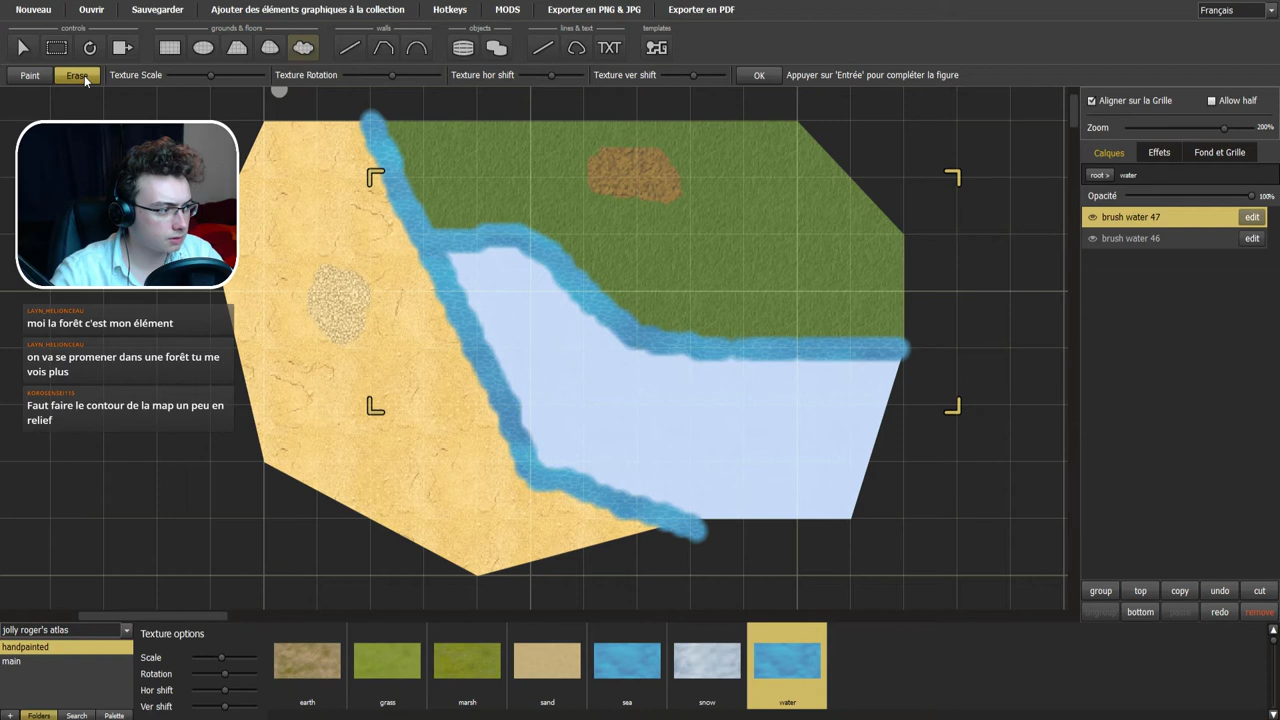 Nouveau Ouvrir Sauvegarder Ajouter des éléments graphiques à la collection Hotkeys MODS Exporter en PNG & JPG Exporter en PDF Français
controls grounds & floors walls objects lines & text templates
TXT
Paint Erase Texture Scale Texture Rotation Texture hor shift Texture ver shift OK Appuyer sur 'Entrée' pour compléter la figure
Aligner sur la Grille Allow half
Zoom 200%
Calques Effets Fond et Grille
root > water
Opacité 100%
brush water 47 edit
brush water 46 edit
LAYN_HELIONCEAU
moi la forêt c'est mon élément
LAYN_HELIONCEAU
on va se promener dans une forêt tu me
vois plus
KOROSENSEI115
Faut faire le contour de la map un peu en
relief
group top copy undo cut
ungroup bottom paste redo remove
jolly roger's atlas
handpainted
main
Texture options
Scale
Rotation
Hor shift
Ver shift
earth grass marsh sand sea snow water
+ Folders Search Palette